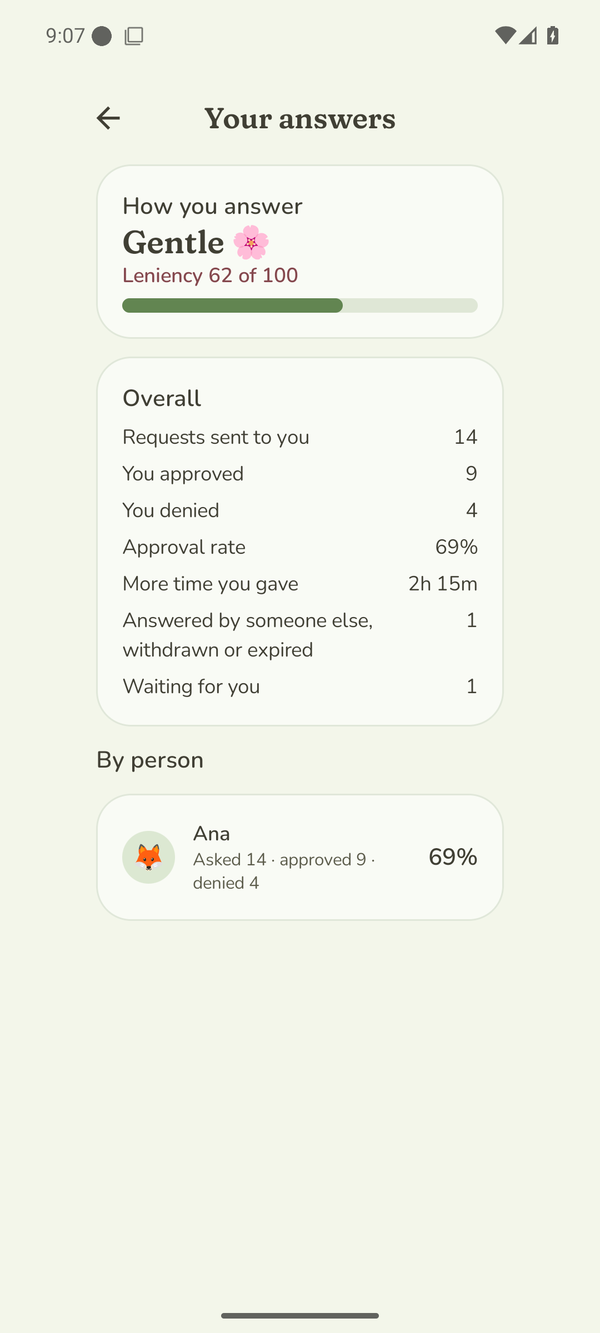 9:07
Your answers
How you answer
Gentle 🌸
Leniency 62 of 100
Overall
Requests sent to you 14
You approved 9
You denied 4
Approval rate 69%
More time you gave 2h 15m
Answered by someone else, 1
withdrawn or expired
Waiting for you 1
By person
Ana
Asked 14 · approved 9 · 69%
denied 4